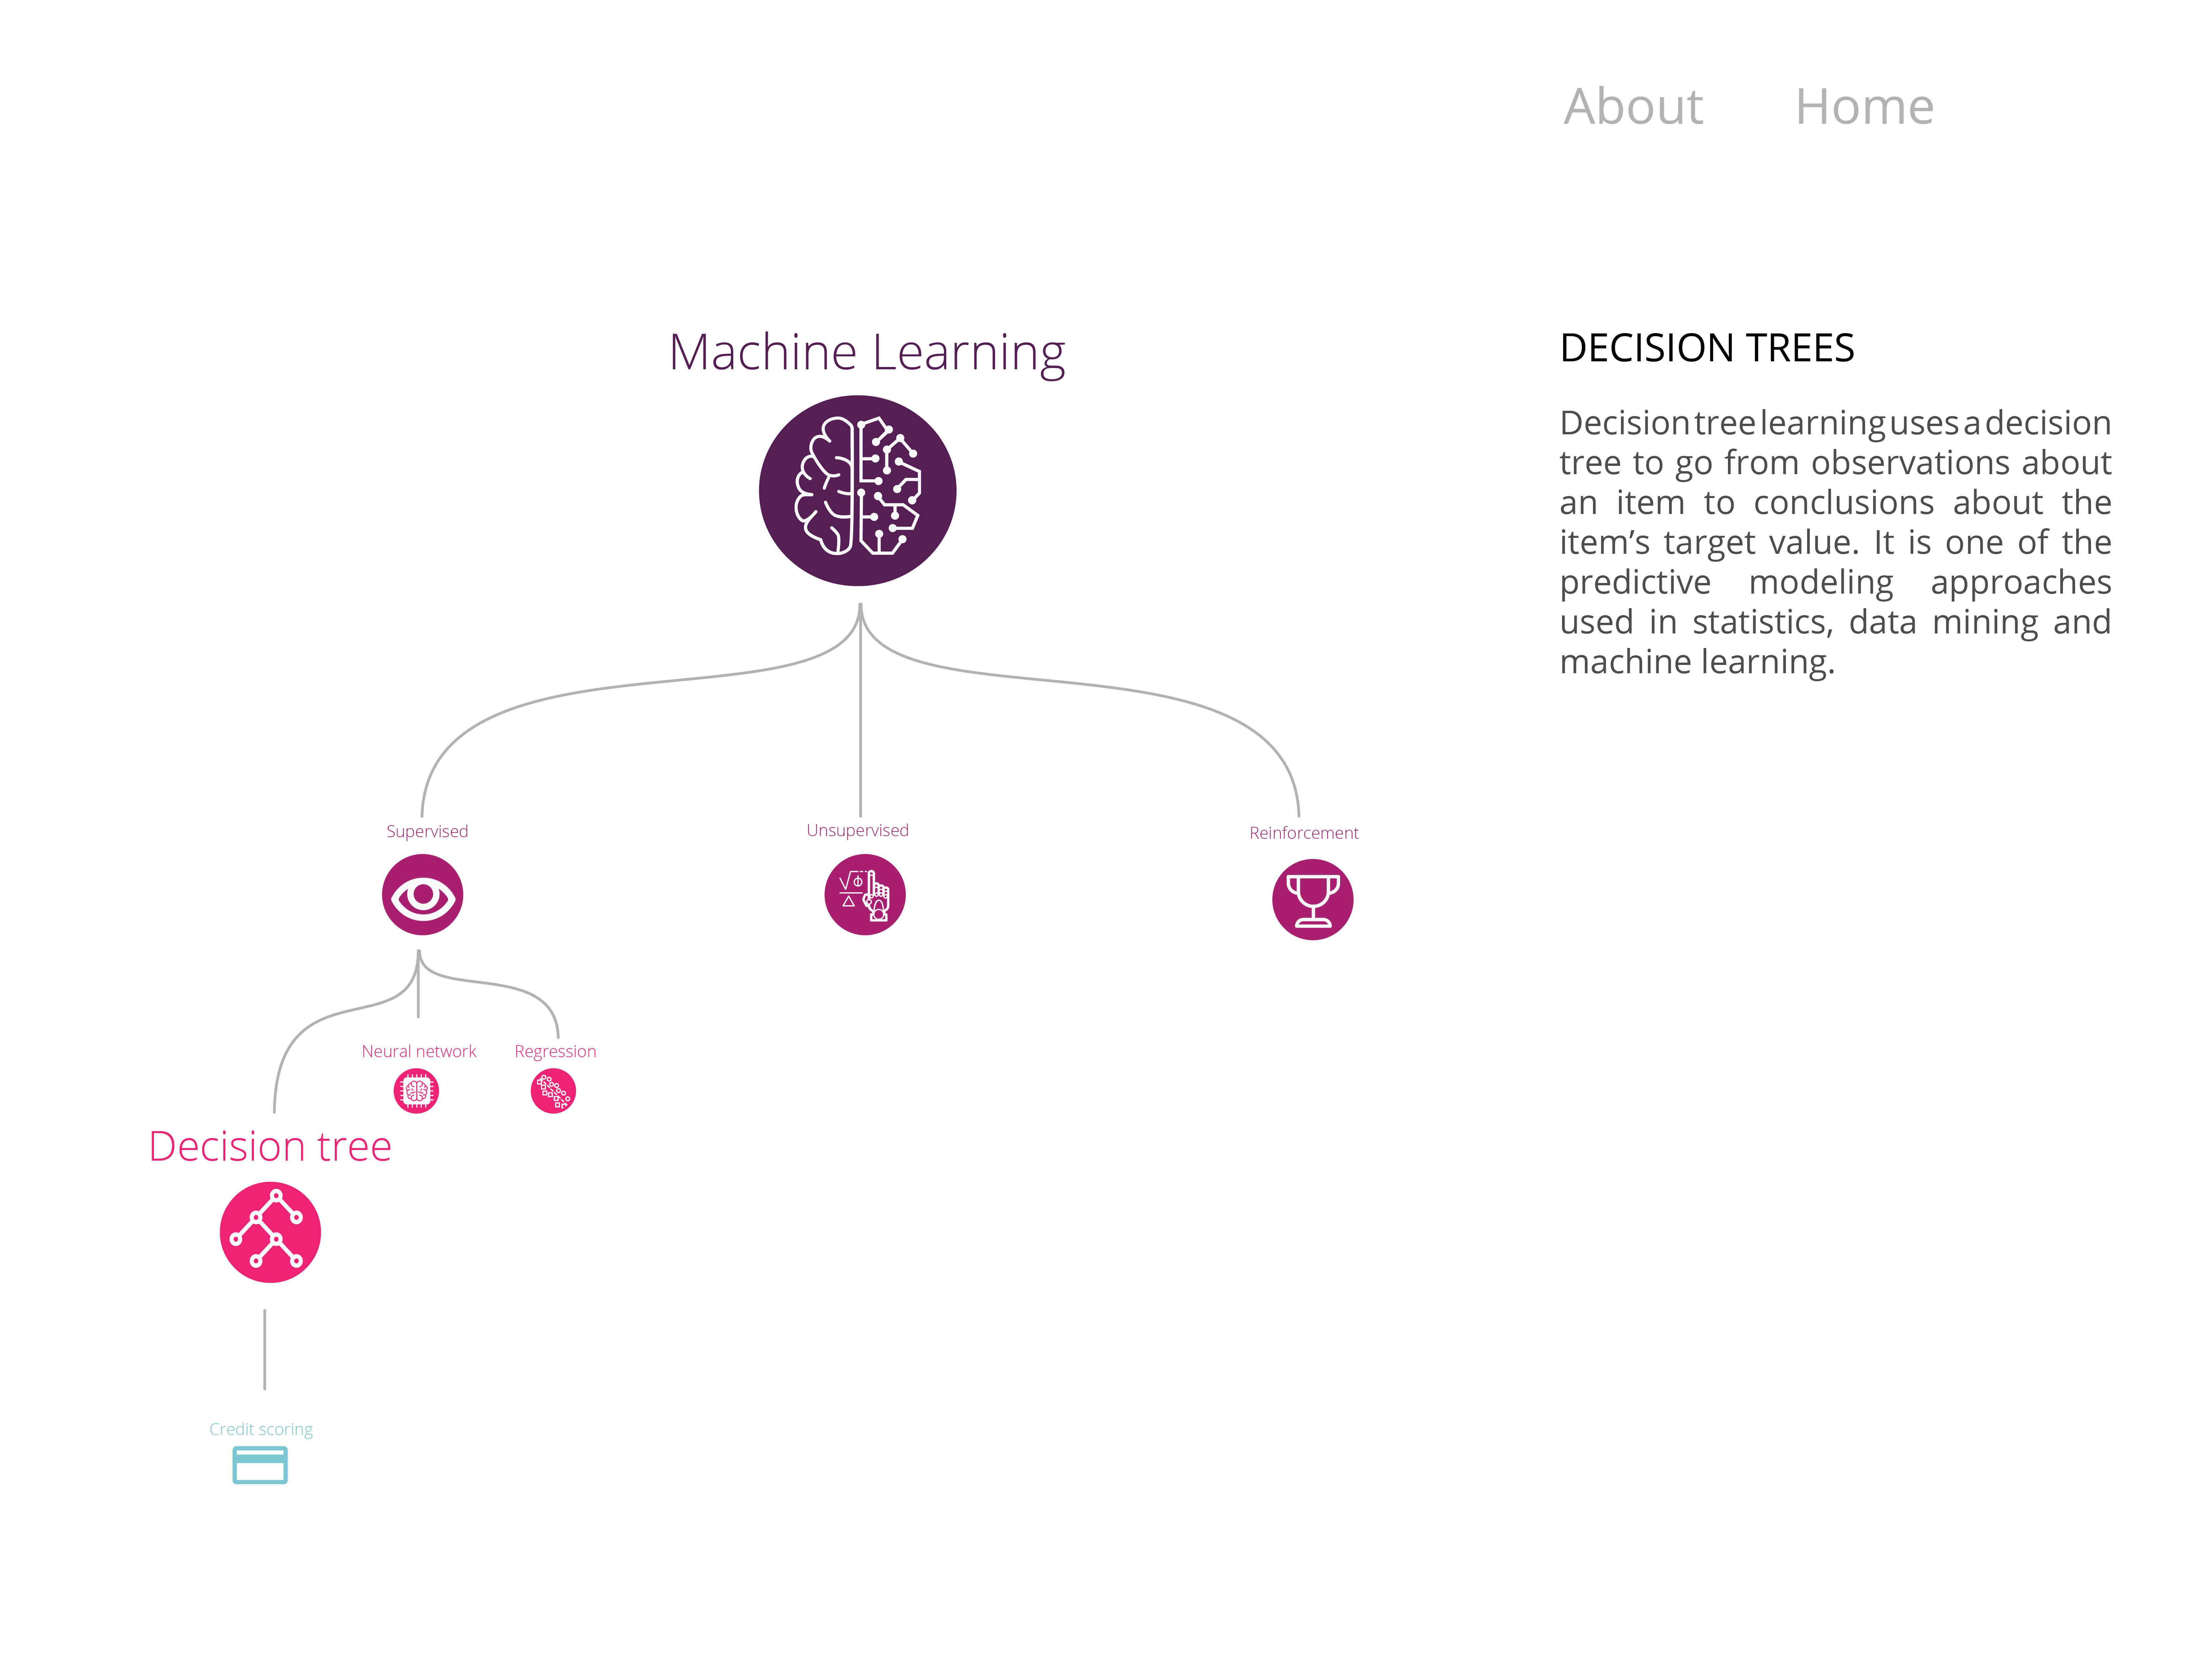 About Home
Machine Learning
DECISION TREES
Decision tree learning uses a decision
tree to go from observations about
an item to conclusions about the
item’s target value. It is one of the
predictive modeling approaches
used in statistics, data mining and
machine learning.
Supervised
Unsupervised
Reinforcement
Neural network
Regression
Decision tree
Credit scoring